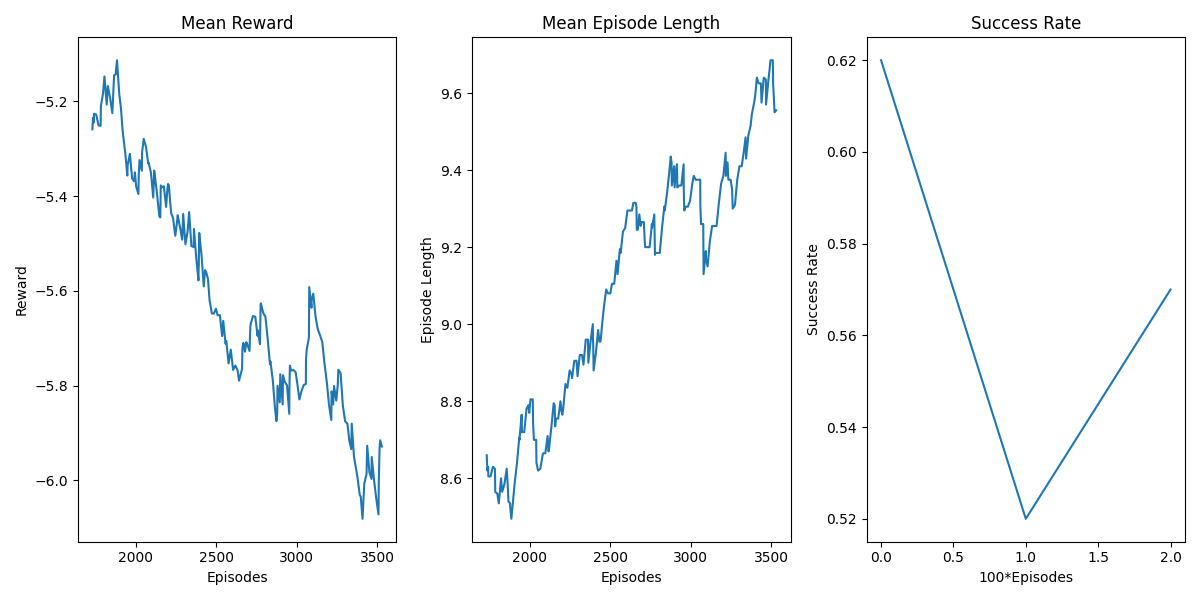 Mean Reward
Reward
−5.2
−5.4
−5.6
−5.8
−6.0
2000 2500 3000 3500
Episodes
Mean Episode Length
Episode Length
9.6
9.4
9.2
9.0
8.8
8.6
2000 2500 3000 3500
Episodes
Success Rate
Success Rate
0.62
0.60
0.58
0.56
0.54
0.52
0.0 0.5 1.0 1.5 2.0
100*Episodes